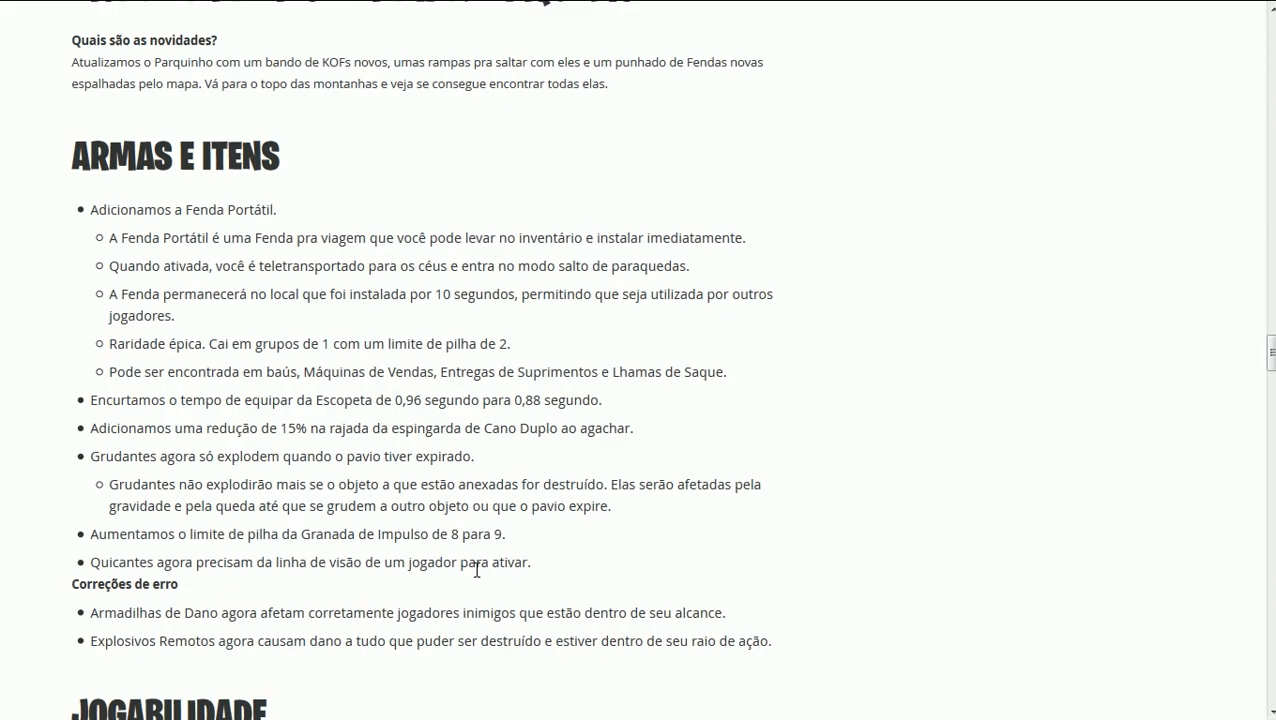 Quais são as novidades?
Atualizamos o Parquinho com um bando de KOFs novos, umas rampas pra saltar com eles e um punhado de Fendas novas
espalhadas pelo mapa. Vá para o topo das montanhas e veja se consegue encontrar todas elas.
ARMAS E ITENS
Adicionamos a Fenda Portátil.
A Fenda Portátil é uma Fenda pra viagem que você pode levar no inventário e instalar imediatamente.
Quando ativada, você é teletransportado para os céus e entra no modo salto de paraquedas.
A Fenda permanecerá no local que foi instalada por 10 segundos, permitindo que seja utilizada por outros
jogadores.
Raridade épica. Cai em grupos de 1 com um limite de pilha de 2.
Pode ser encontrada em baús, Máquinas de Vendas, Entregas de Suprimentos e Lhamas de Saque.
Encurtamos o tempo de equipar da Escopeta de 0,96 segundo para 0,88 segundo.
Adicionamos uma redução de 15% na rajada da espingarda de Cano Duplo ao agachar.
Grudantes agora só explodem quando o pavio tiver expirado.
Grudantes não explodirão mais se o objeto a que estão anexadas for destruído. Elas serão afetadas pela
gravidade e pela queda até que se grudem a outro objeto ou que o pavio expire.
Aumentamos o limite de pilha da Granada de Impulso de 8 para 9.
Quicantes agora precisam da linha de visão de um jogador para ativar.
Correções de erro
Armadilhas de Dano agora afetam corretamente jogadores inimigos que estão dentro de seu alcance.
Explosivos Remotos agora causam dano a tudo que puder ser destruído e estiver dentro de seu raio de ação.
JOGABILIDADE